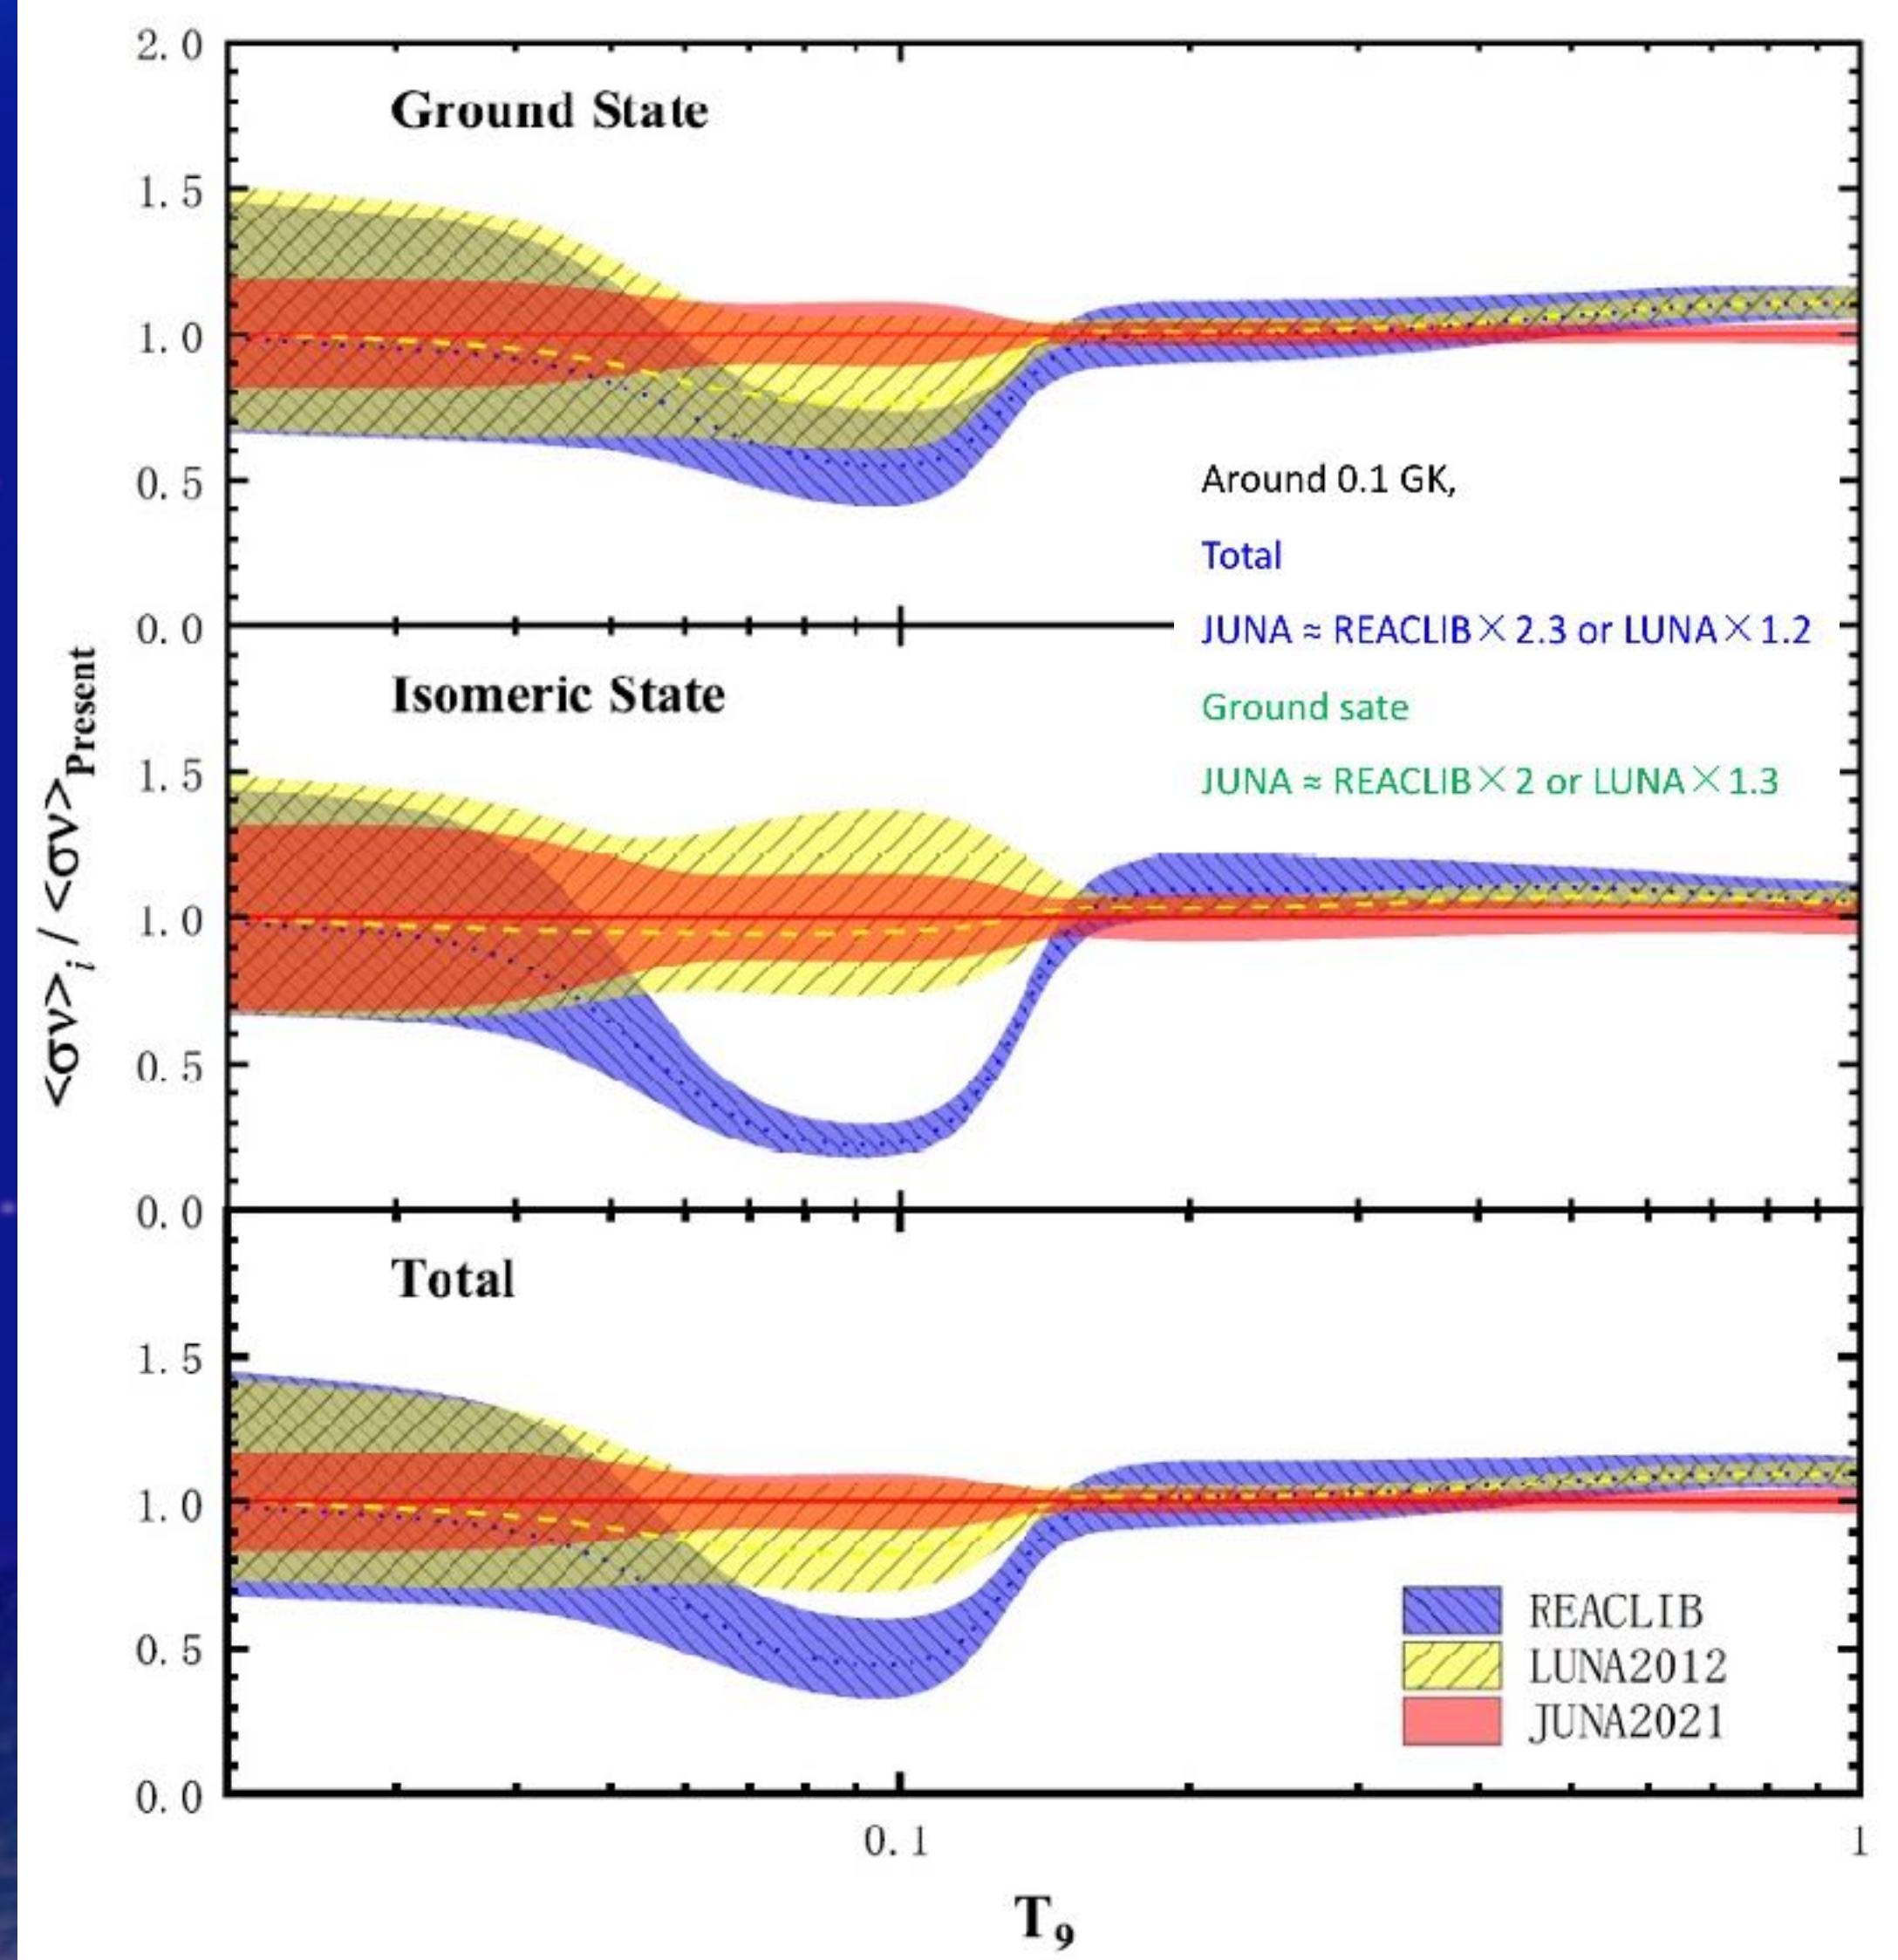 2.0
Ground State
1.5
1.0
0.5
0.0
Around 0.1 GK,
Total
JUNA ≈ REACLIB×2.3 or LUNA×1.2
Ground sate
JUNA ≈ REACLIB×2 or LUNA×1.3
<σν>i / <σν>Present
Isomeric State
1.5
1.0
0.5
0.0
Total
1.5
1.0
0.5
0.0
REACLIB
LUNA2012
JUNA2021
0.1
1
T9